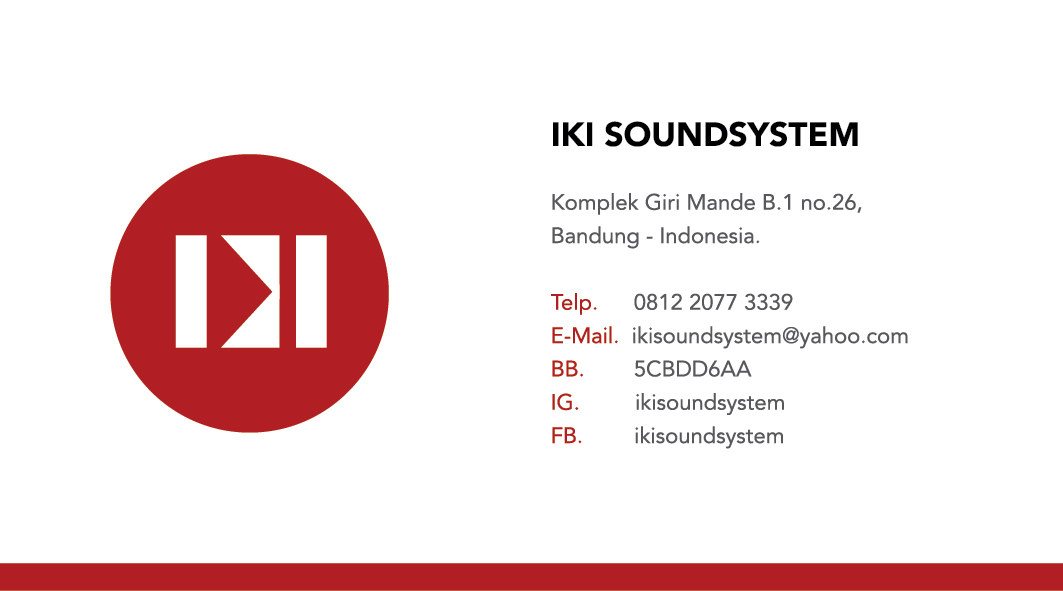 IKI
IKI SOUNDSYSTEM
Komplek Giri Mande B.1 no.26,
Bandung - Indonesia.
Telp. 0812 2077 3339
E-Mail. ikisoundsystem@yahoo.com
BB. 5CBDD6AA
IG. ikisoundsystem
FB. ikisoundsystem